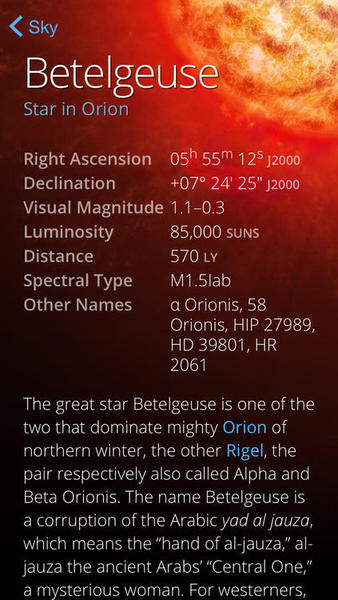 Sky
Betelgeuse
Star in Orion
Right Ascension 05h 55m 12s J2000
Declination +07° 24' 25" J2000
Visual Magnitude 1.1–0.3
Luminosity 85,000 SUNS
Distance 570 LY
Spectral Type M1.5Iab
Other Names α Orionis, 58
Orionis, HIP 27989,
HD 39801, HR
2061
The great star Betelgeuse is one of the
two that dominate mighty Orion of
northern winter, the other Rigel, the
pair respectively also called Alpha and
Beta Orionis. The name Betelgeuse is
a corruption of the Arabic yad al jauza,
which means the “hand of al-jauza,” al-
jauza the ancient Arabs’ “Central One,”
a mysterious woman. For westerners,